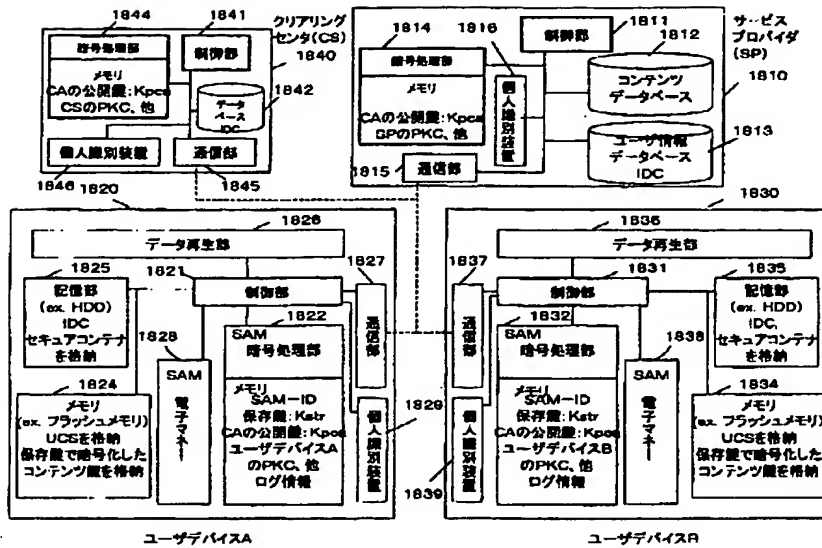 1844
1841
クリアリング
センタ(CS)
1840
暗号処理部
制御部
メモリ
CAの公開鍵:Kpca
CSのPKC、他
データ
ベース
IDC
1842
個人識別装置
通信部
1846
1845
サービス
プロバイダ
(SP)
1810
1814
1816
1811
1812
暗号処理部
制御部
メモリ
CAの公開鍵:Kpca
SPのPKC、他
個人識別装置
コンテンツ
データベース
1813
ユーザ情報
データベース
IDC
1815
通信部
1820
1826
データ再生部
1825
1821
1827
記憶部
(ex. HDD)
IDC
セキュアコンテナ
を格納
制御部
1822
通信部
1828
SAM
暗号処理部
SAM
電子マネー
1824
メモリ
(ex. フラッシュメモリ)
UCSを格納
保存鍵で暗号化した
コンテンツ鍵を格納
メモリ
SAM-ID
保存鍵:Kstr
CAの公開鍵:Kpca
ユーザデバイスA
のPKC、他
ログ情報
1829
個人識別装置
ユーザデバイスA
1830
1836
データ再生部
1837
1831
1835
制御部
記憶部
(ex. HDD)
IDC,
セキュアコンテナ
を格納
通信部
1832
1838
SAM
暗号処理部
SAM
電子マネー
1834
メモリ
(ex. フラッシュメモリ)
UCSを格納
保存鍵で暗号化した
コンテンツ鍵を格納
メモリ
SAM-ID
保存鍵:Kstr
CAの公開鍵:Kpca
ユーザデバイスB
のPKC、他
ログ情報
個人識別装置
1839
ユーザデバイスB